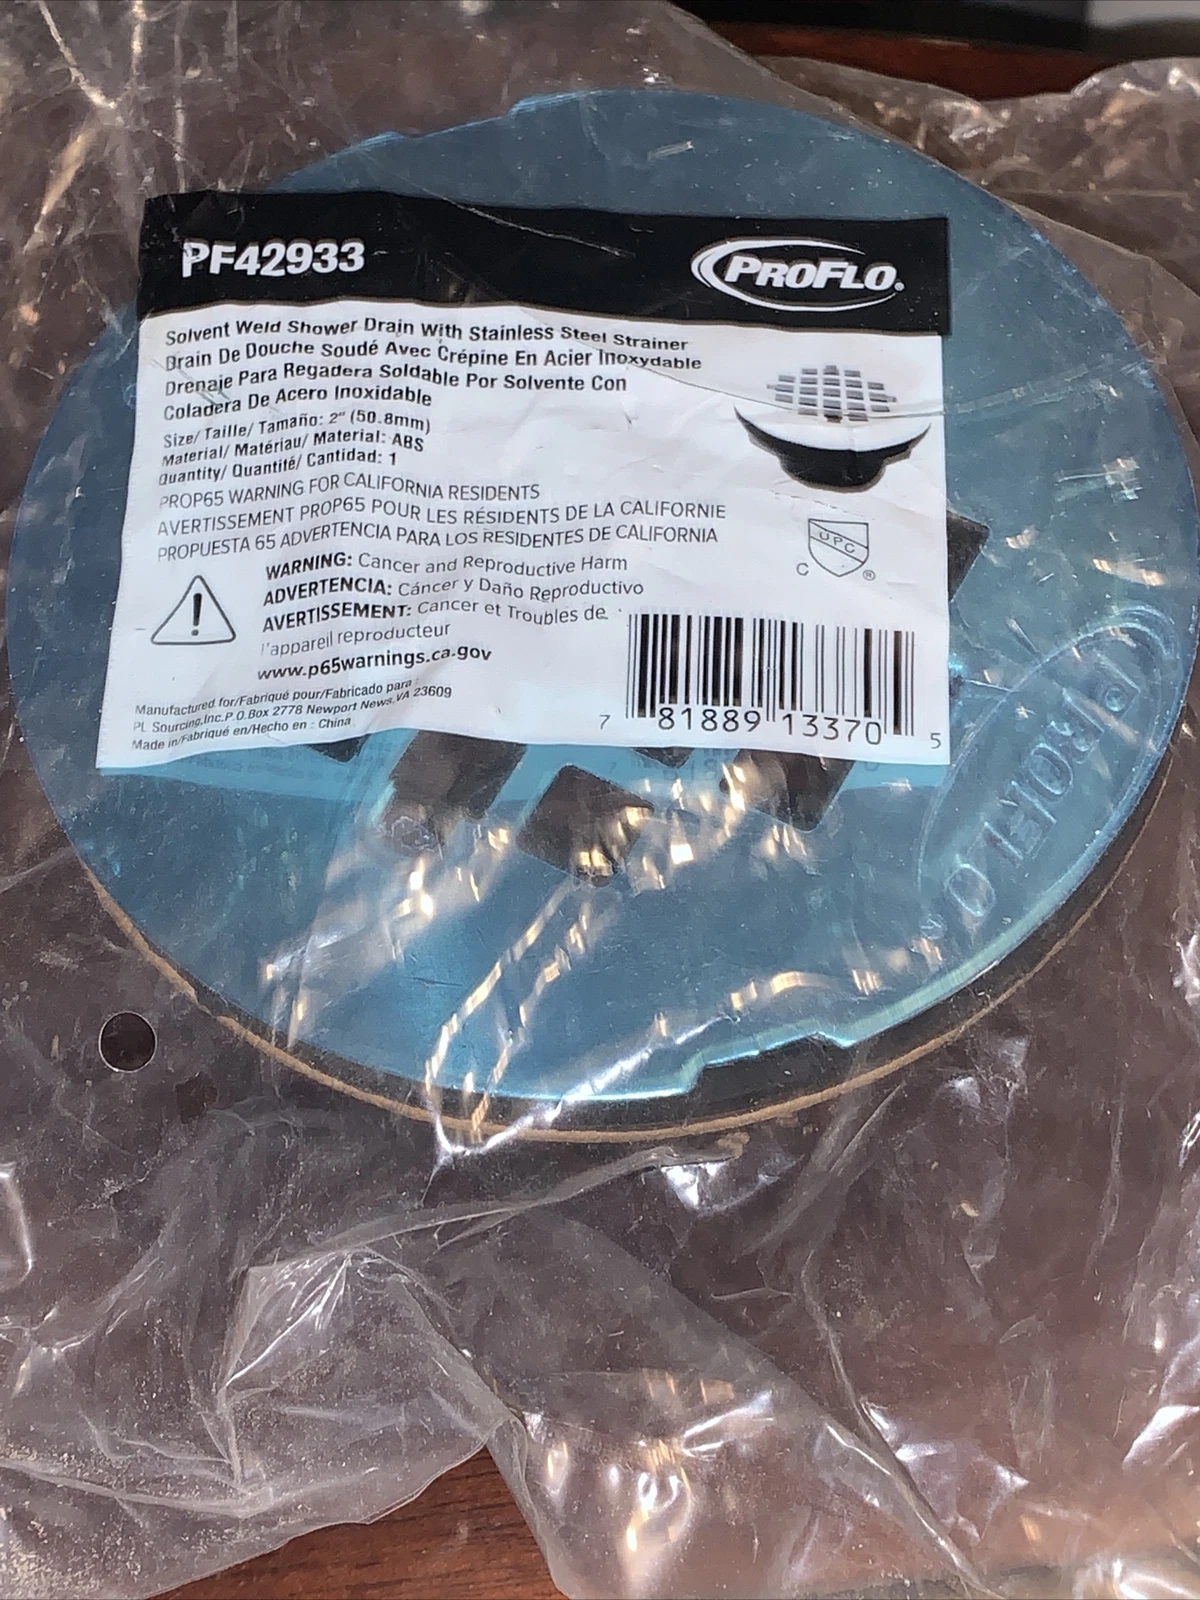 PF42933
PROFLO®
Solvent Weld Shower Drain With Stainless Steel Strainer
Drain De Douche Soudé Avec Crépine En Acier Inoxydable
Drenaje Para Regadera Soldable Por Solvente Con
Coladera De Acero Inoxidable
Size/ Taille/ Tamaño: 2" (50.8mm)
Material/ Matériau/ Material: ABS
Quantity/ Quantité/ Cantidad: 1
PROP65 WARNING FOR CALIFORNIA RESIDENTS
AVERTISSEMENT PROP65 POUR LES RÉSIDENTS DE LA CALIFORNIE
PROPUESTA 65 ADVERTENCIA PARA LOS RESIDENTES DE CALIFORNIA
UPC
C ®
WARNING: Cancer and Reproductive Harm
ADVERTENCIA: Cáncer y Daño Reproductivo
AVERTISSEMENT: Cancer et Troubles de
l'appareil reproducteur
www.p65warnings.ca.gov
Manufactured for/Fabriqué pour/Fabricado para :
PL Sourcing,Inc.P.O.Box 2778 Newport News,VA 23609
Made in/Fabriqué en/Hecho en : China
7 81889 13370 5
PROFLO®